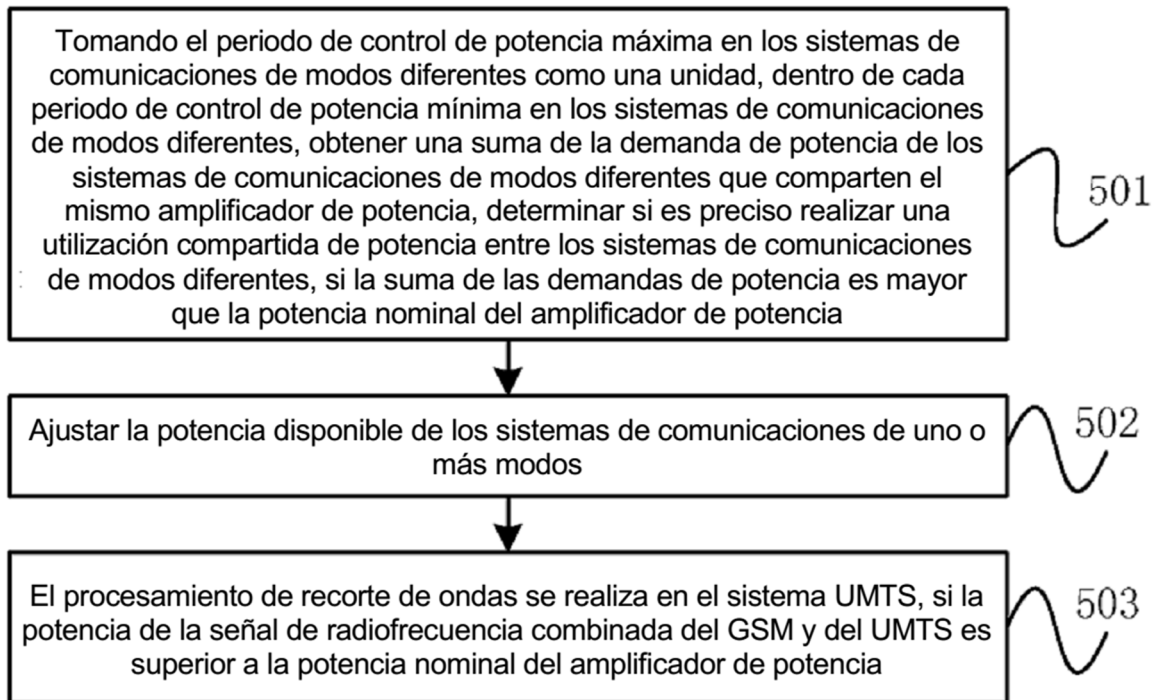 Tomando el periodo de control de potencia máxima en los sistemas de
comunicaciones de modos diferentes como una unidad, dentro de cada
periodo de control de potencia mínima en los sistemas de comunicaciones
de modos diferentes, obtener una suma de la demanda de potencia de los
sistemas de comunicaciones de modos diferentes que comparten el
mismo amplificador de potencia, determinar si es preciso realizar una
utilización compartida de potencia entre los sistemas de comunicaciones
de modos diferentes, si la suma de las demandas de potencia es mayor
que la potencia nominal del amplificador de potencia
501
Ajustar la potencia disponible de los sistemas de comunicaciones de uno o
más modos
502
El procesamiento de recorte de ondas se realiza en el sistema UMTS, si la
potencia de la señal de radiofrecuencia combinada del GSM y del UMTS es
superior a la potencia nominal del amplificador de potencia
503